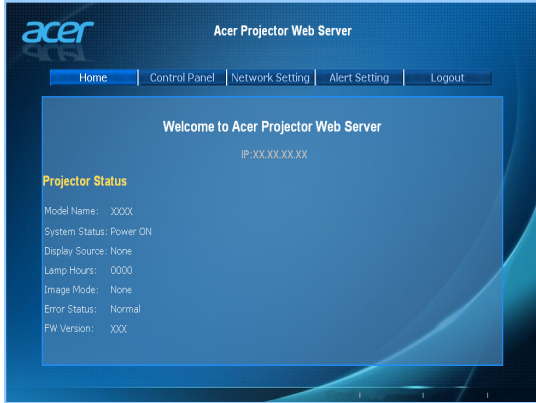 acer
Acer Projector Web Server
Home Control Panel Network Setting Alert Setting Logout
Welcome to Acer Projector Web Server
IP:XX.XX.XX.XX
Projector Status
Model Name: XXXX
System Status: Power ON
Display Source: None
Lamp Hours: 0000
Image Mode: None
Error Status: Normal
FW Version: XXX